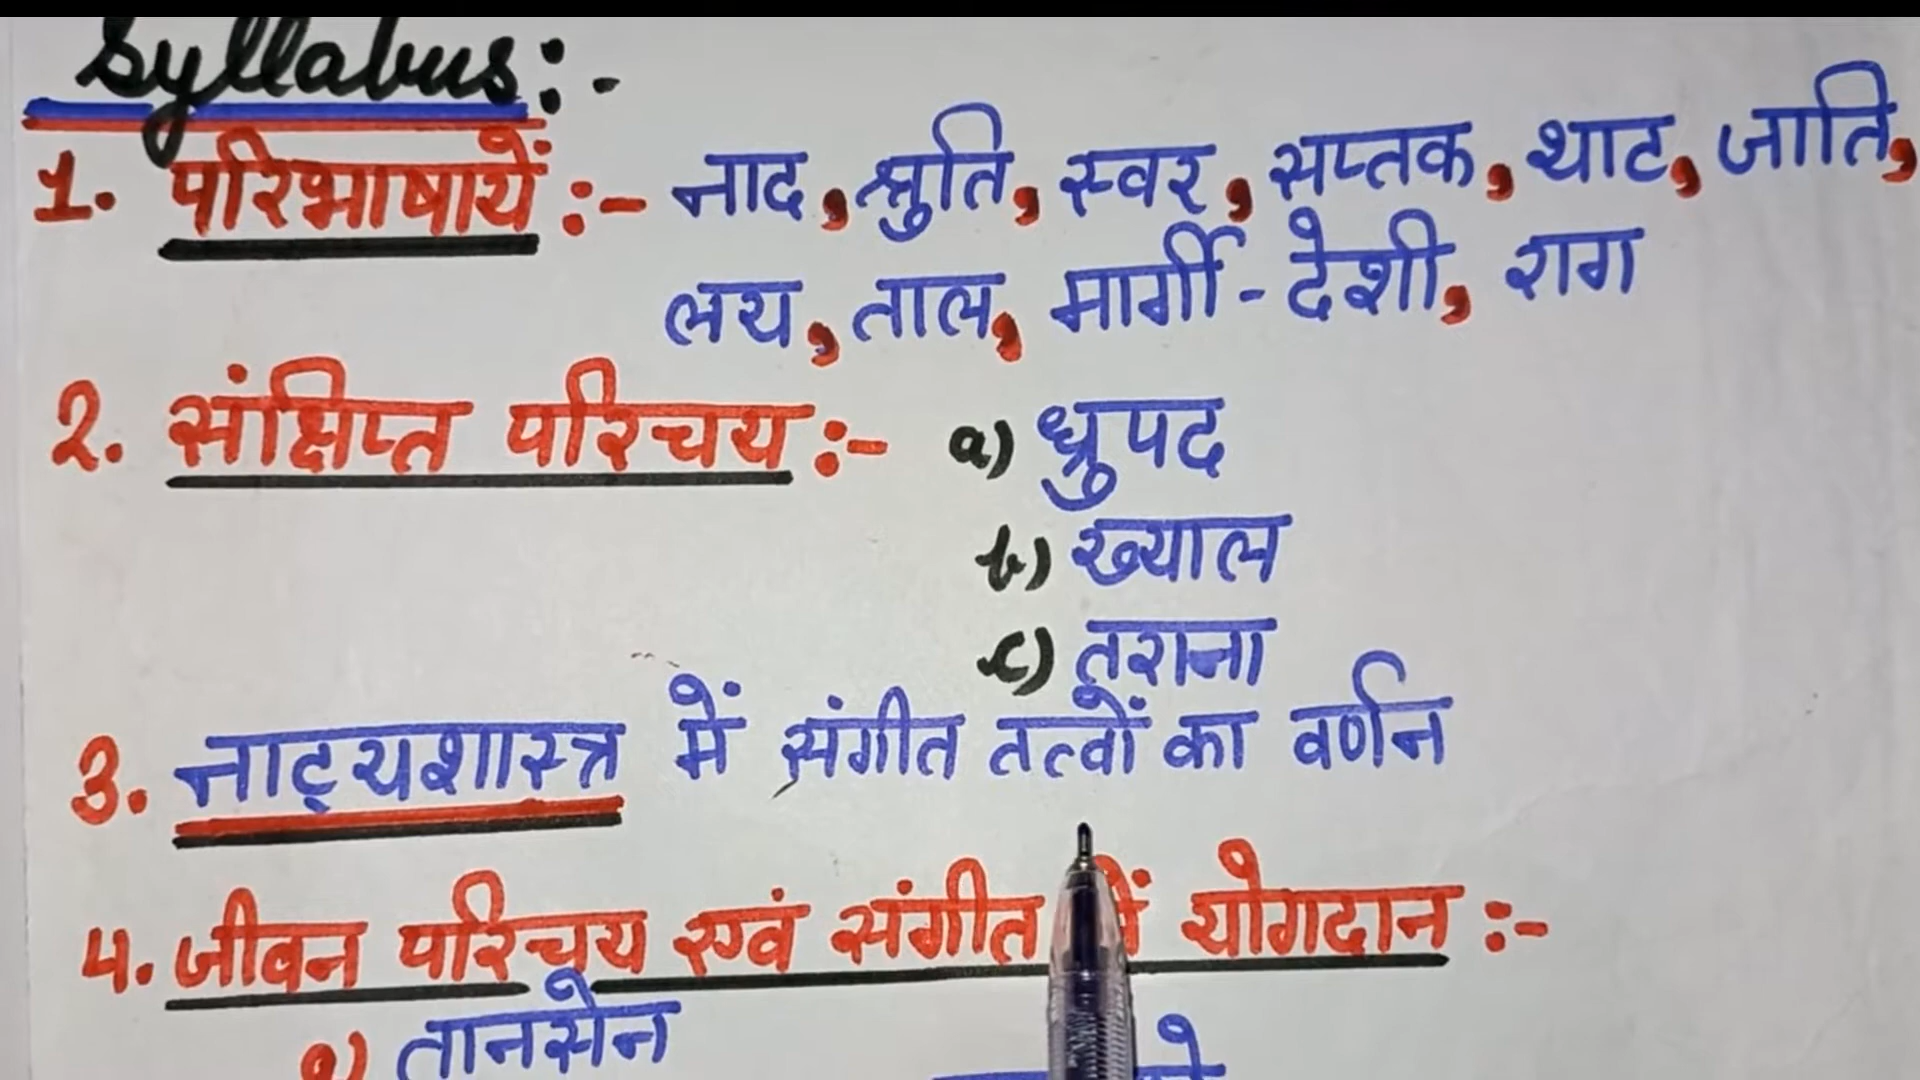 Syllabus:-
1. परिभाषायें :- नाद, श्रुति, स्वर, सप्तक, थाट, जाति,
लय, ताल, मार्गी-देशी, राग
2. संक्षिप्त परिचय :- a) ध्रुपद
b) ख्याल
c) तराना
3. नाट्यशास्त्र में संगीत तत्वों का वर्णन
4. जीवन परिचय एवं संगीत में योगदान :-
a) तानसेन